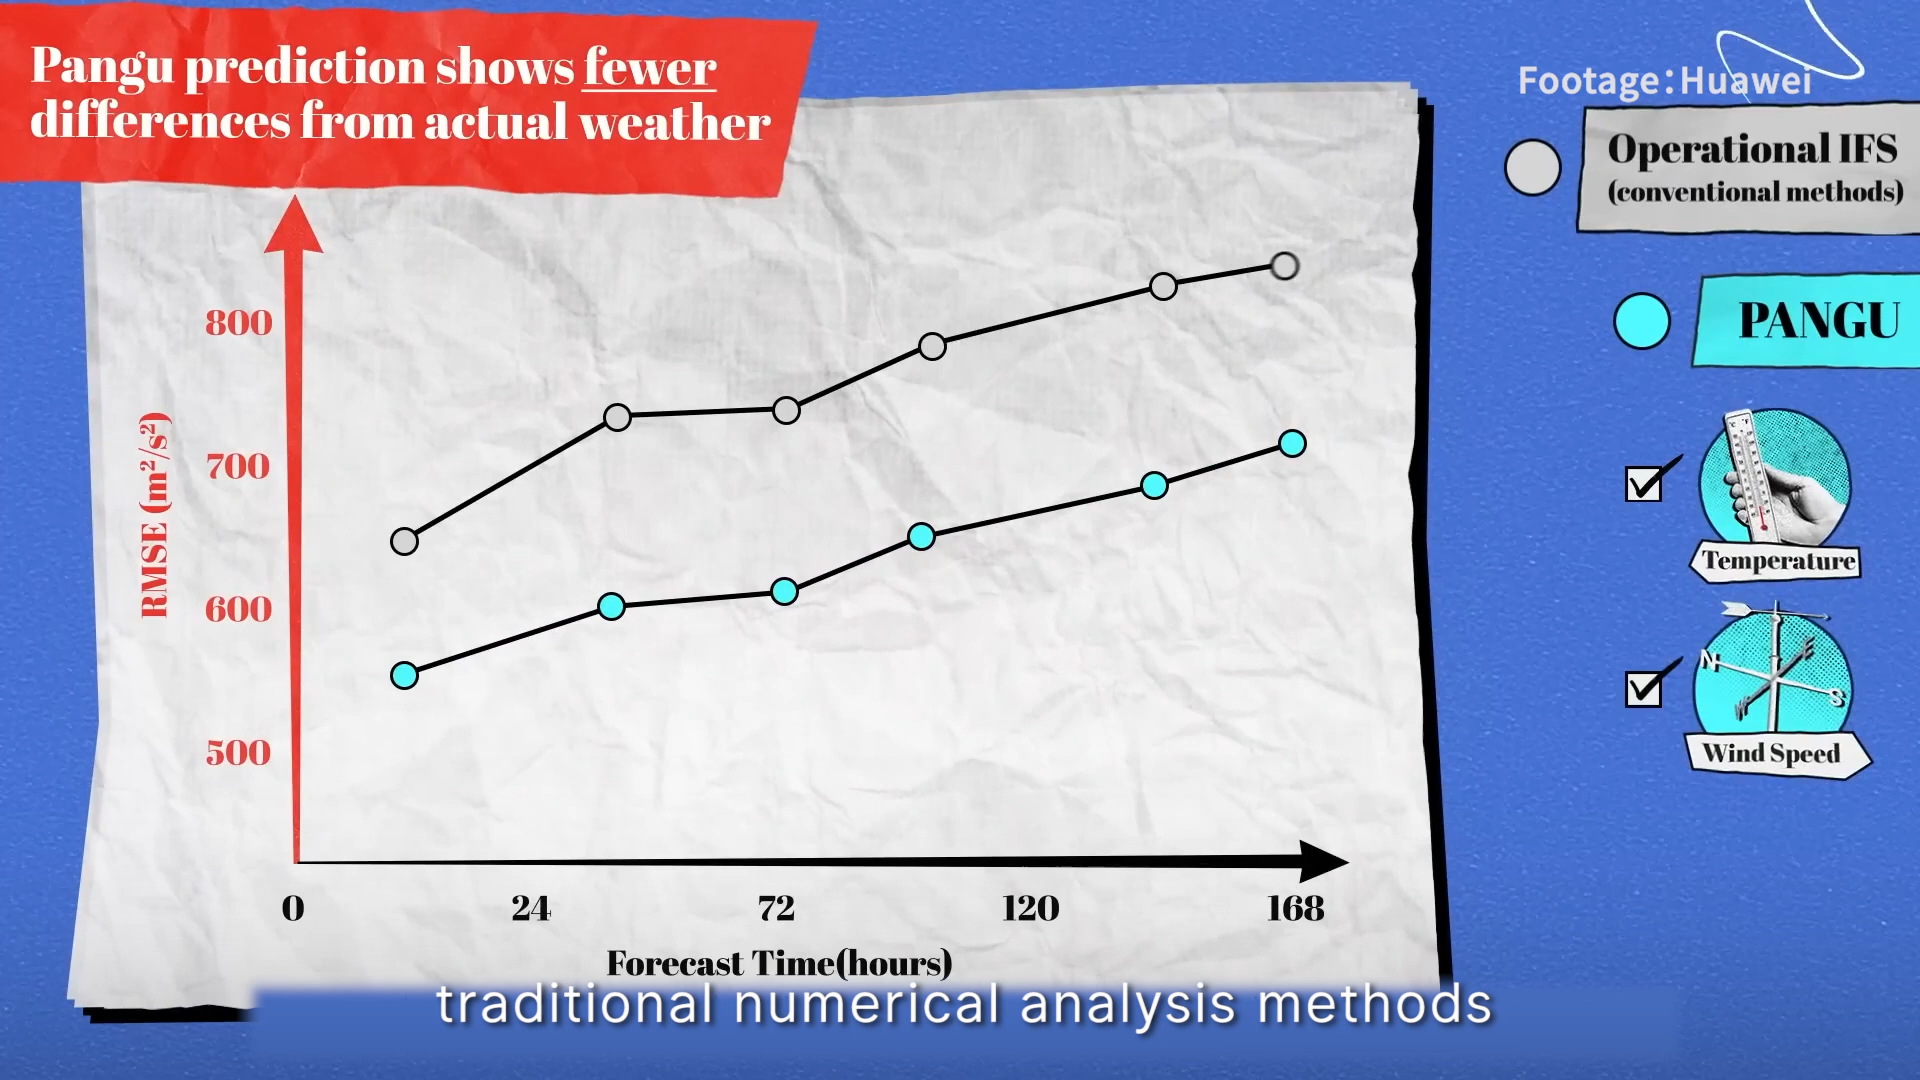 Pangu prediction shows fewer
differences from actual weather
Footage:Huawei
Operational IFS
(conventional methods)
PANGU
Temperature
N
E
W
S
Wind Speed
RMSE (m²/s²)
800
700
600
500
0
24
72
120
168
Forecast Time(hours)
traditional numerical analysis methods